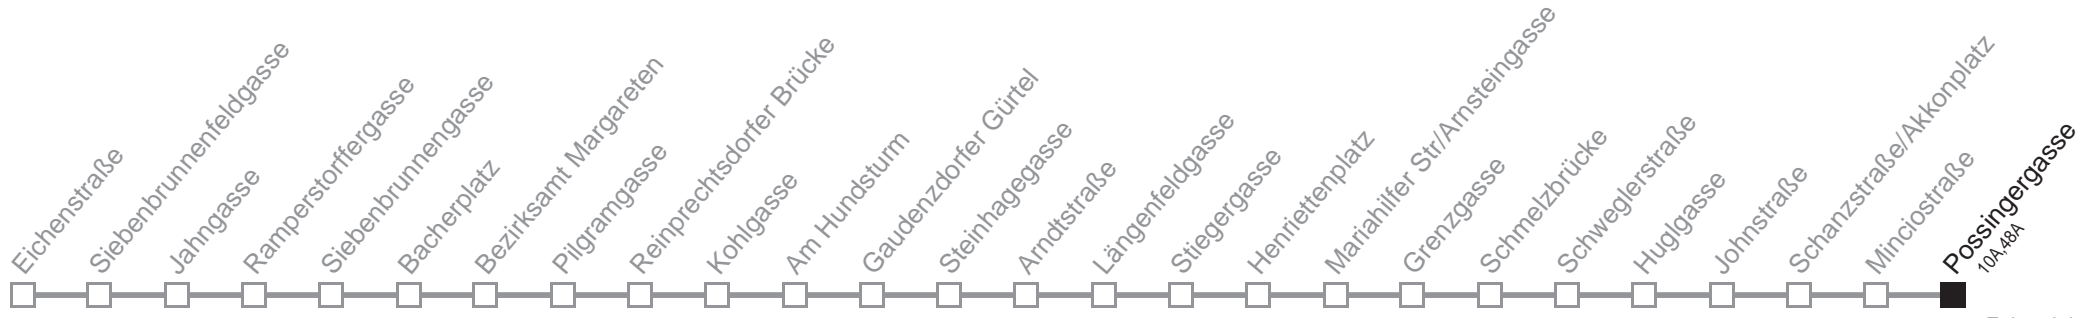 Eichenstraße
Siebenbrunnenfeldgasse
Jahngasse
Ramperstorffergasse
Siebenbrunnengasse
Bacherplatz
Bezirksamt Margareten
Pilgramgasse
Reinprechtsdorfer Brücke
Kohlgasse
Am Hundsturm
Gaudenzdorfer Gürtel
Steinhagegasse
Arndtstraße
Längenfeldgasse
Stiegergasse
Henriettenplatz
Mariahilfer Str/Arnsteingasse
Grenzgasse
Schmelzbrücke
Schweglerstraße
Huglgasse
Johnstraße
Schanzstraße/Akkonplatz
Minciostraße
Possingergasse
10A,48A